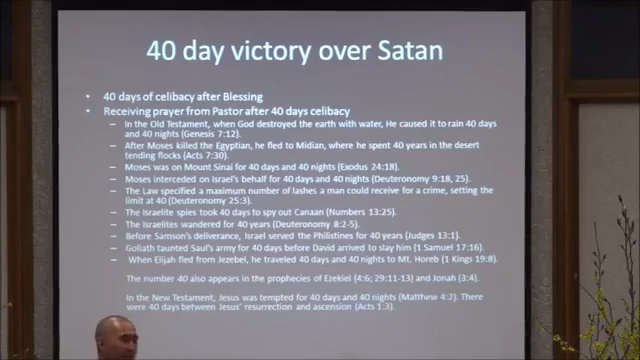 40 day victory over Satan
• 40 days of celibacy after Blessing
• Receiving prayer from Pastor after 40 days celibacy
– In the Old Testament, when God destroyed the earth with water, He caused it to rain 40 days
and 40 nights (Genesis 7:12).
– After Moses killed the Egyptian, he fled to Midian, where he spent 40 years in the desert
tending flocks (Acts 7:30).
– Moses was on Mount Sinai for 40 days and 40 nights (Exodus 24:18).
– Moses interceded on Israel's behalf for 40 days and 40 nights (Deuteronomy 9:18, 25).
– The Law specified a maximum number of lashes a man could receive for a crime, setting the
limit at 40 (Deuteronomy 25:3).
– The Israelite spies took 40 days to spy out Canaan (Numbers 13:25).
– The Israelites wandered for 40 years (Deuteronomy 8:2-5).
– Before Samson's deliverance, Israel served the Philistines for 40 years (Judges 13:1).
– Goliath taunted Saul's army for 40 days before David arrived to slay him (1 Samuel 17:16).
– When Elijah fled from Jezebel, he traveled 40 days and 40 nights to Mt. Horeb (1 Kings 19:8).
The number 40 also appears in the prophecies of Ezekiel (4:6; 29:11-13) and Jonah (3:4).
In the New Testament, Jesus was tempted for 40 days and 40 nights (Matthew 4:2). There
were 40 days between Jesus' resurrection and ascension (Acts 1:3).